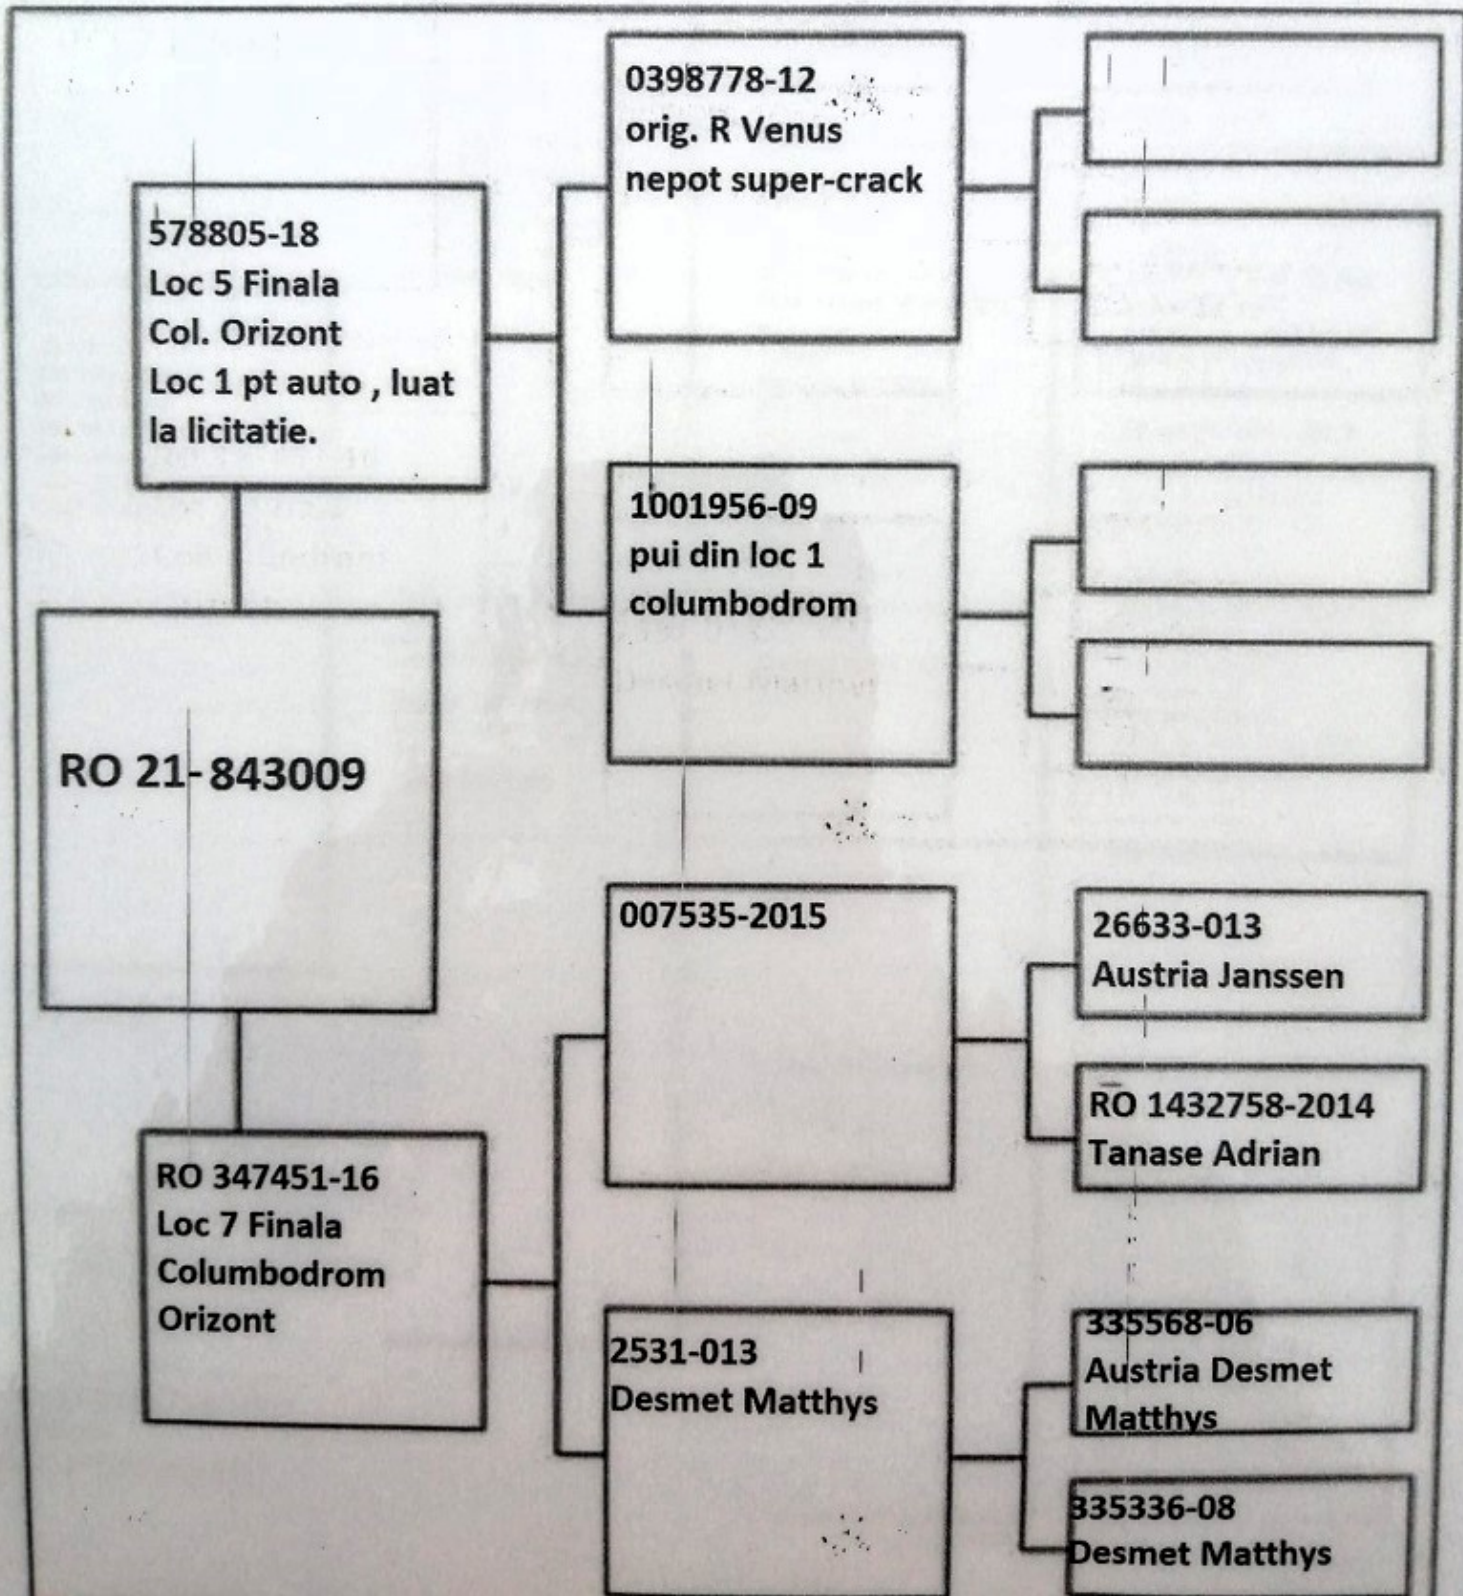 0398778-12
orig. R Venus
nepot super-crack
578805-18
Loc 5 Finala
Col. Orizont
Loc 1 pt auto , luat
la licitatie.
1001956-09
pui din loc 1
columbodrom
RO 21-843009
007535-2015
26633-013
Austria Janssen
RO 1432758-2014
Tanase Adrian
RO 347451-16
Loc 7 Finala
Columbodrom
Orizont
2531-013
Desmet Matthys
335568-06
Austria Desmet
Matthys
335336-08
Desmet Matthys